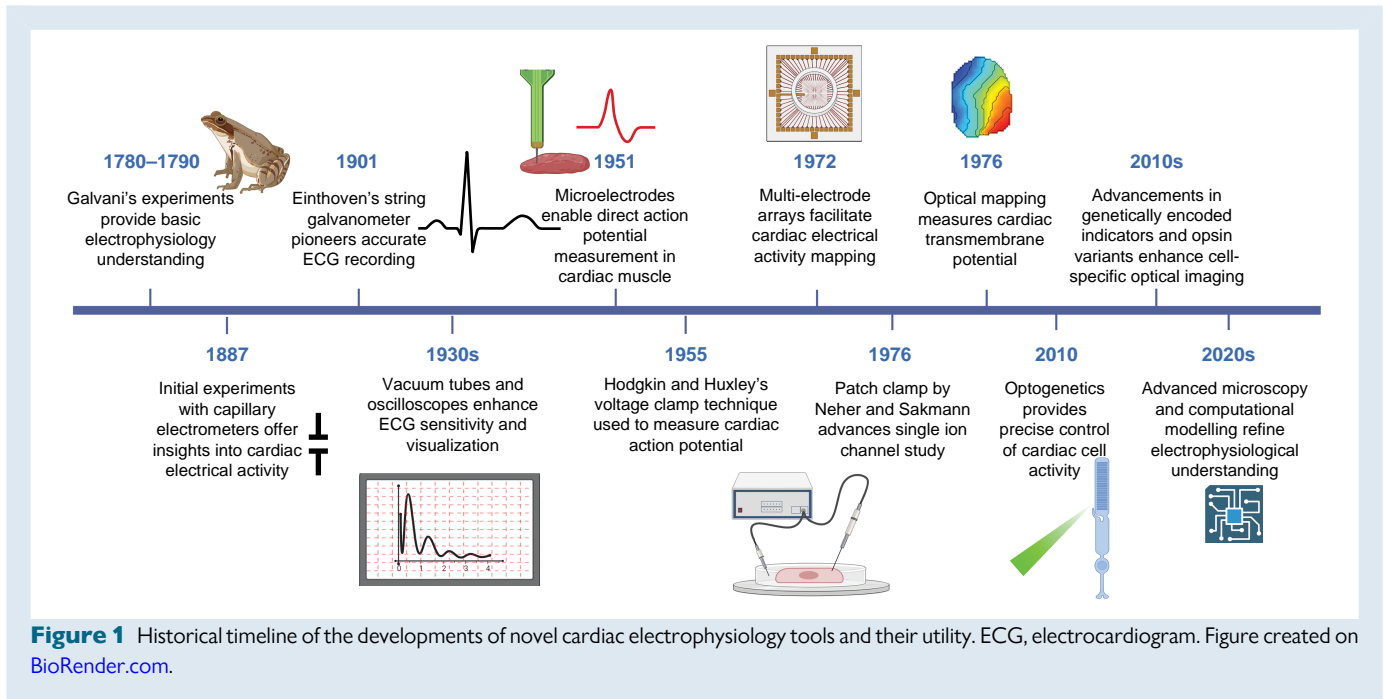 1780–1790
Galvani's experiments
provide basic
electrophysiology
understanding
1901
Einthoven's string
galvanometer
pioneers accurate
ECG recording
1951
Microelectrodes
enable direct action
potential
measurement in
cardiac muscle
1972
Multi-electrode
arrays facilitate
cardiac electrical
activity mapping
1976
Optical mapping
measures cardiac
transmembrane
potential
2010s
Advancements in
genetically encoded
indicators and opsin
variants enhance cell-
specific optical imaging
1887
Initial experiments
with capillary
electrometers offer
insights into cardiac
electrical activity
1930s
Vacuum tubes and
oscilloscopes enhance
ECG sensitivity and
visualization
0 1 2 3 4
1955
Hodgkin and Huxley's
voltage clamp technique
used to measure cardiac
action potential
1976
Patch clamp by
Neher and Sakmann
advances single ion
channel study
2010
Optogenetics
provides
precise control
of cardiac cell
activity
2020s
Advanced microscopy
and computational
modelling refine
electrophysiological
understanding
Figure 1 Historical timeline of the developments of novel cardiac electrophysiology tools and their utility. ECG, electrocardiogram. Figure created on
BioRender.com.